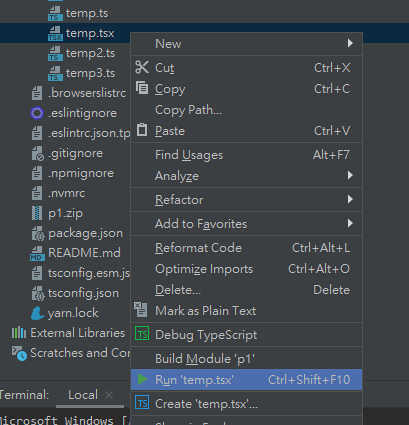 temp.ts
temp.tsx
temp2.ts
temp3.ts
.browserslistrc
.eslintignore
.eslintrc.json.tp
.gitignore
.npmignore
.nvmrc
p1.zip
package.json
README.md
tsconfig.esm.js
tsconfig.json
yarn.lock
External Libraries
Scratches and Co
New
Cut Ctrl+X
Copy Ctrl+C
Copy Path...
Paste Ctrl+V
Find Usages Alt+F7
Analyze
Refactor
Add to Favorites
Reformat Code Ctrl+Alt+L
Optimize Imports Ctrl+Alt+O
Delete... Delete
Mark as Plain Text
Debug TypeScript
Build Module 'p1'
Run 'temp.tsx' Ctrl+Shift+F10
Create 'temp.tsx'...
Terminal: Local
Microsoft Windows [